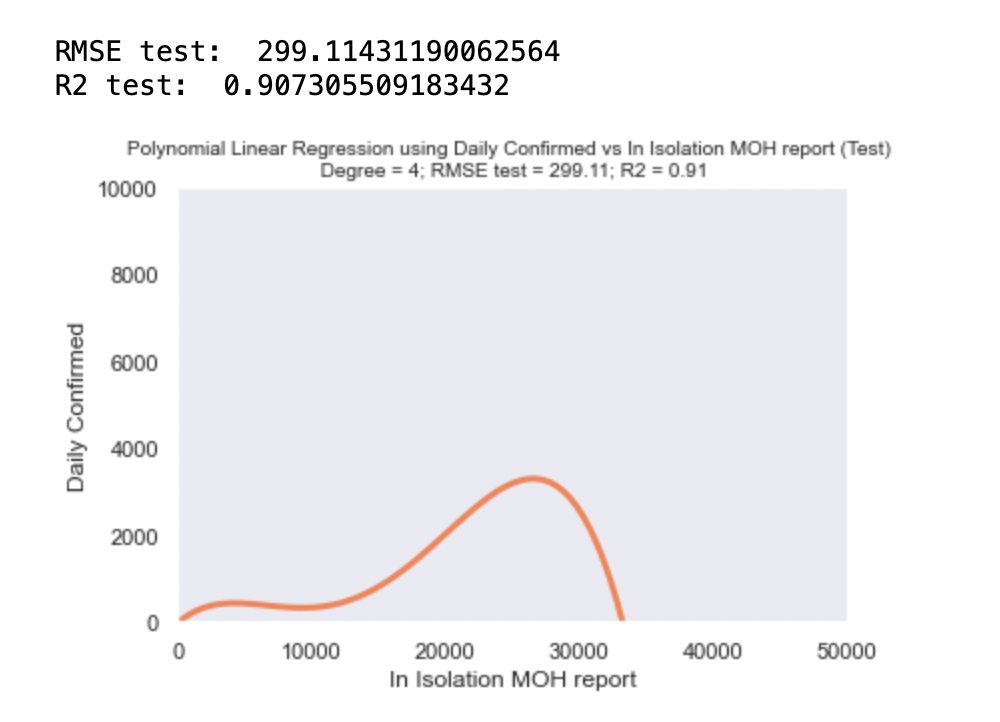 RMSE test:  299.11431190062564
R2 test:  0.907305509183432
Polynomial Linear Regression using Daily Confirmed vs In Isolation MOH report (Test)
Degree = 4; RMSE test = 299.11; R2 = 0.91
10000
8000
6000
4000
2000
0
Daily Confirmed
0 10000 20000 30000 40000 50000
In Isolation MOH report